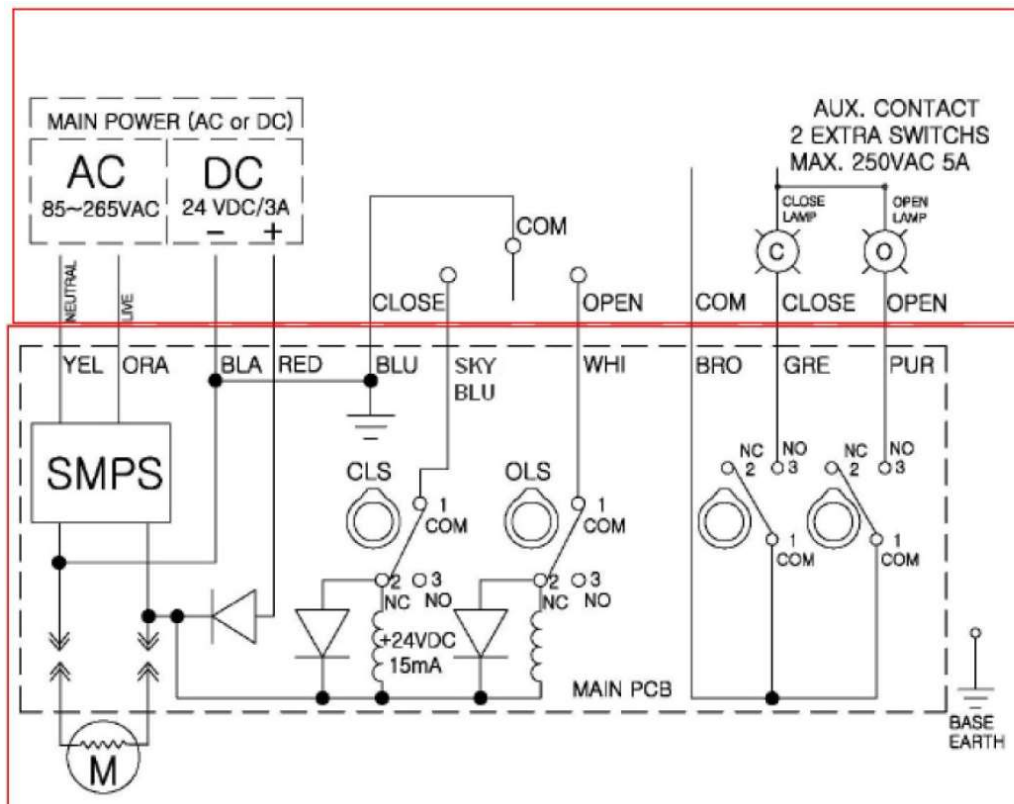 MAIN POWER (AC or DC)
AC
85~265VAC
DC
24 VDC/3A
− +
NEUTRAL
LIVE
COM
CLOSE
OPEN
AUX. CONTACT
2 EXTRA SWITCHS
MAX. 250VAC 5A
CLOSE
LAMP
OPEN
LAMP
C
O
COM CLOSE OPEN
YEL ORA BLA RED BLU SKY
BLU
WHI BRO GRE PUR
SMPS
CLS
1
COM
2 3
NC NO
OLS
1
COM
2 3
NC NO
NC NO
2 3
1
COM
NC NO
2 3
1
COM
+24VDC
15mA
MAIN PCB
M
BASE
EARTH